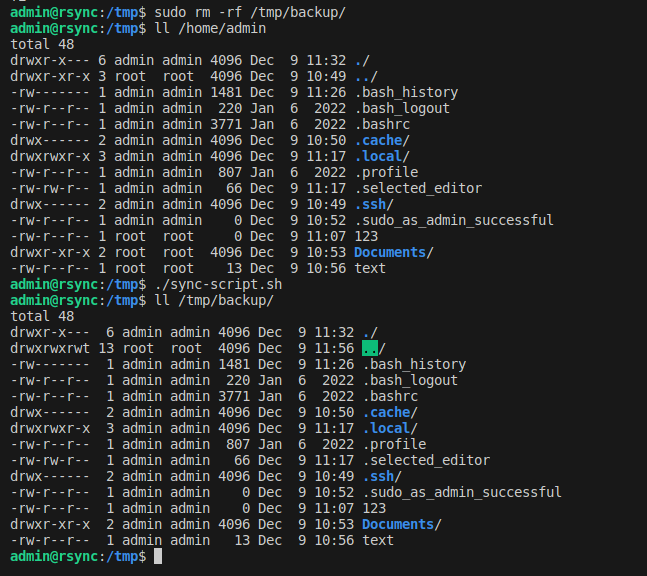 admin@rsync:/tmp$ sudo rm -rf /tmp/backup/
admin@rsync:/tmp$ ll /home/admin
total 48
drwxr-x--- 6 admin admin 4096 Dec  9 11:32 ./
drwxr-xr-x 3 root  root  4096 Dec  9 10:49 ../
-rw------- 1 admin admin 1481 Dec  9 11:26 .bash_history
-rw-r--r-- 1 admin admin  220 Jan  6  2022 .bash_logout
-rw-r--r-- 1 admin admin 3771 Jan  6  2022 .bashrc
drwx------ 2 admin admin 4096 Dec  9 10:50 .cache/
drwxrwxr-x 3 admin admin 4096 Dec  9 11:17 .local/
-rw-r--r-- 1 admin admin  807 Jan  6  2022 .profile
-rw-rw-r-- 1 admin admin   66 Dec  9 11:17 .selected_editor
drwx------ 2 admin admin 4096 Dec  9 10:49 .ssh/
-rw-r--r-- 1 admin admin    0 Dec  9 10:52 .sudo_as_admin_successful
-rw-r--r-- 1 root  root     0 Dec  9 11:07 123
drwxr-xr-x 2 root  root  4096 Dec  9 10:53 Documents/
-rw-r--r-- 1 root  root    13 Dec  9 10:56 text
admin@rsync:/tmp$ ./sync-script.sh
admin@rsync:/tmp$ ll /tmp/backup/
total 48
drwxr-x---  6 admin admin 4096 Dec  9 11:32 ./
drwxrwxrwt 13 root  root  4096 Dec  9 11:56 ../
-rw-------  1 admin admin 1481 Dec  9 11:26 .bash_history
-rw-r--r--  1 admin admin  220 Jan  6  2022 .bash_logout
-rw-r--r--  1 admin admin 3771 Jan  6  2022 .bashrc
drwx------  2 admin admin 4096 Dec  9 10:50 .cache/
drwxrwxr-x  3 admin admin 4096 Dec  9 11:17 .local/
-rw-r--r--  1 admin admin  807 Jan  6  2022 .profile
-rw-rw-r--  1 admin admin   66 Dec  9 11:17 .selected_editor
drwx------  2 admin admin 4096 Dec  9 10:49 .ssh/
-rw-r--r--  1 admin admin    0 Dec  9 10:52 .sudo_as_admin_successful
-rw-r--r--  1 admin admin    0 Dec  9 11:07 123
drwxr-xr-x  2 admin admin 4096 Dec  9 10:53 Documents/
-rw-r--r--  1 admin admin   13 Dec  9 10:56 text
admin@rsync:/tmp$